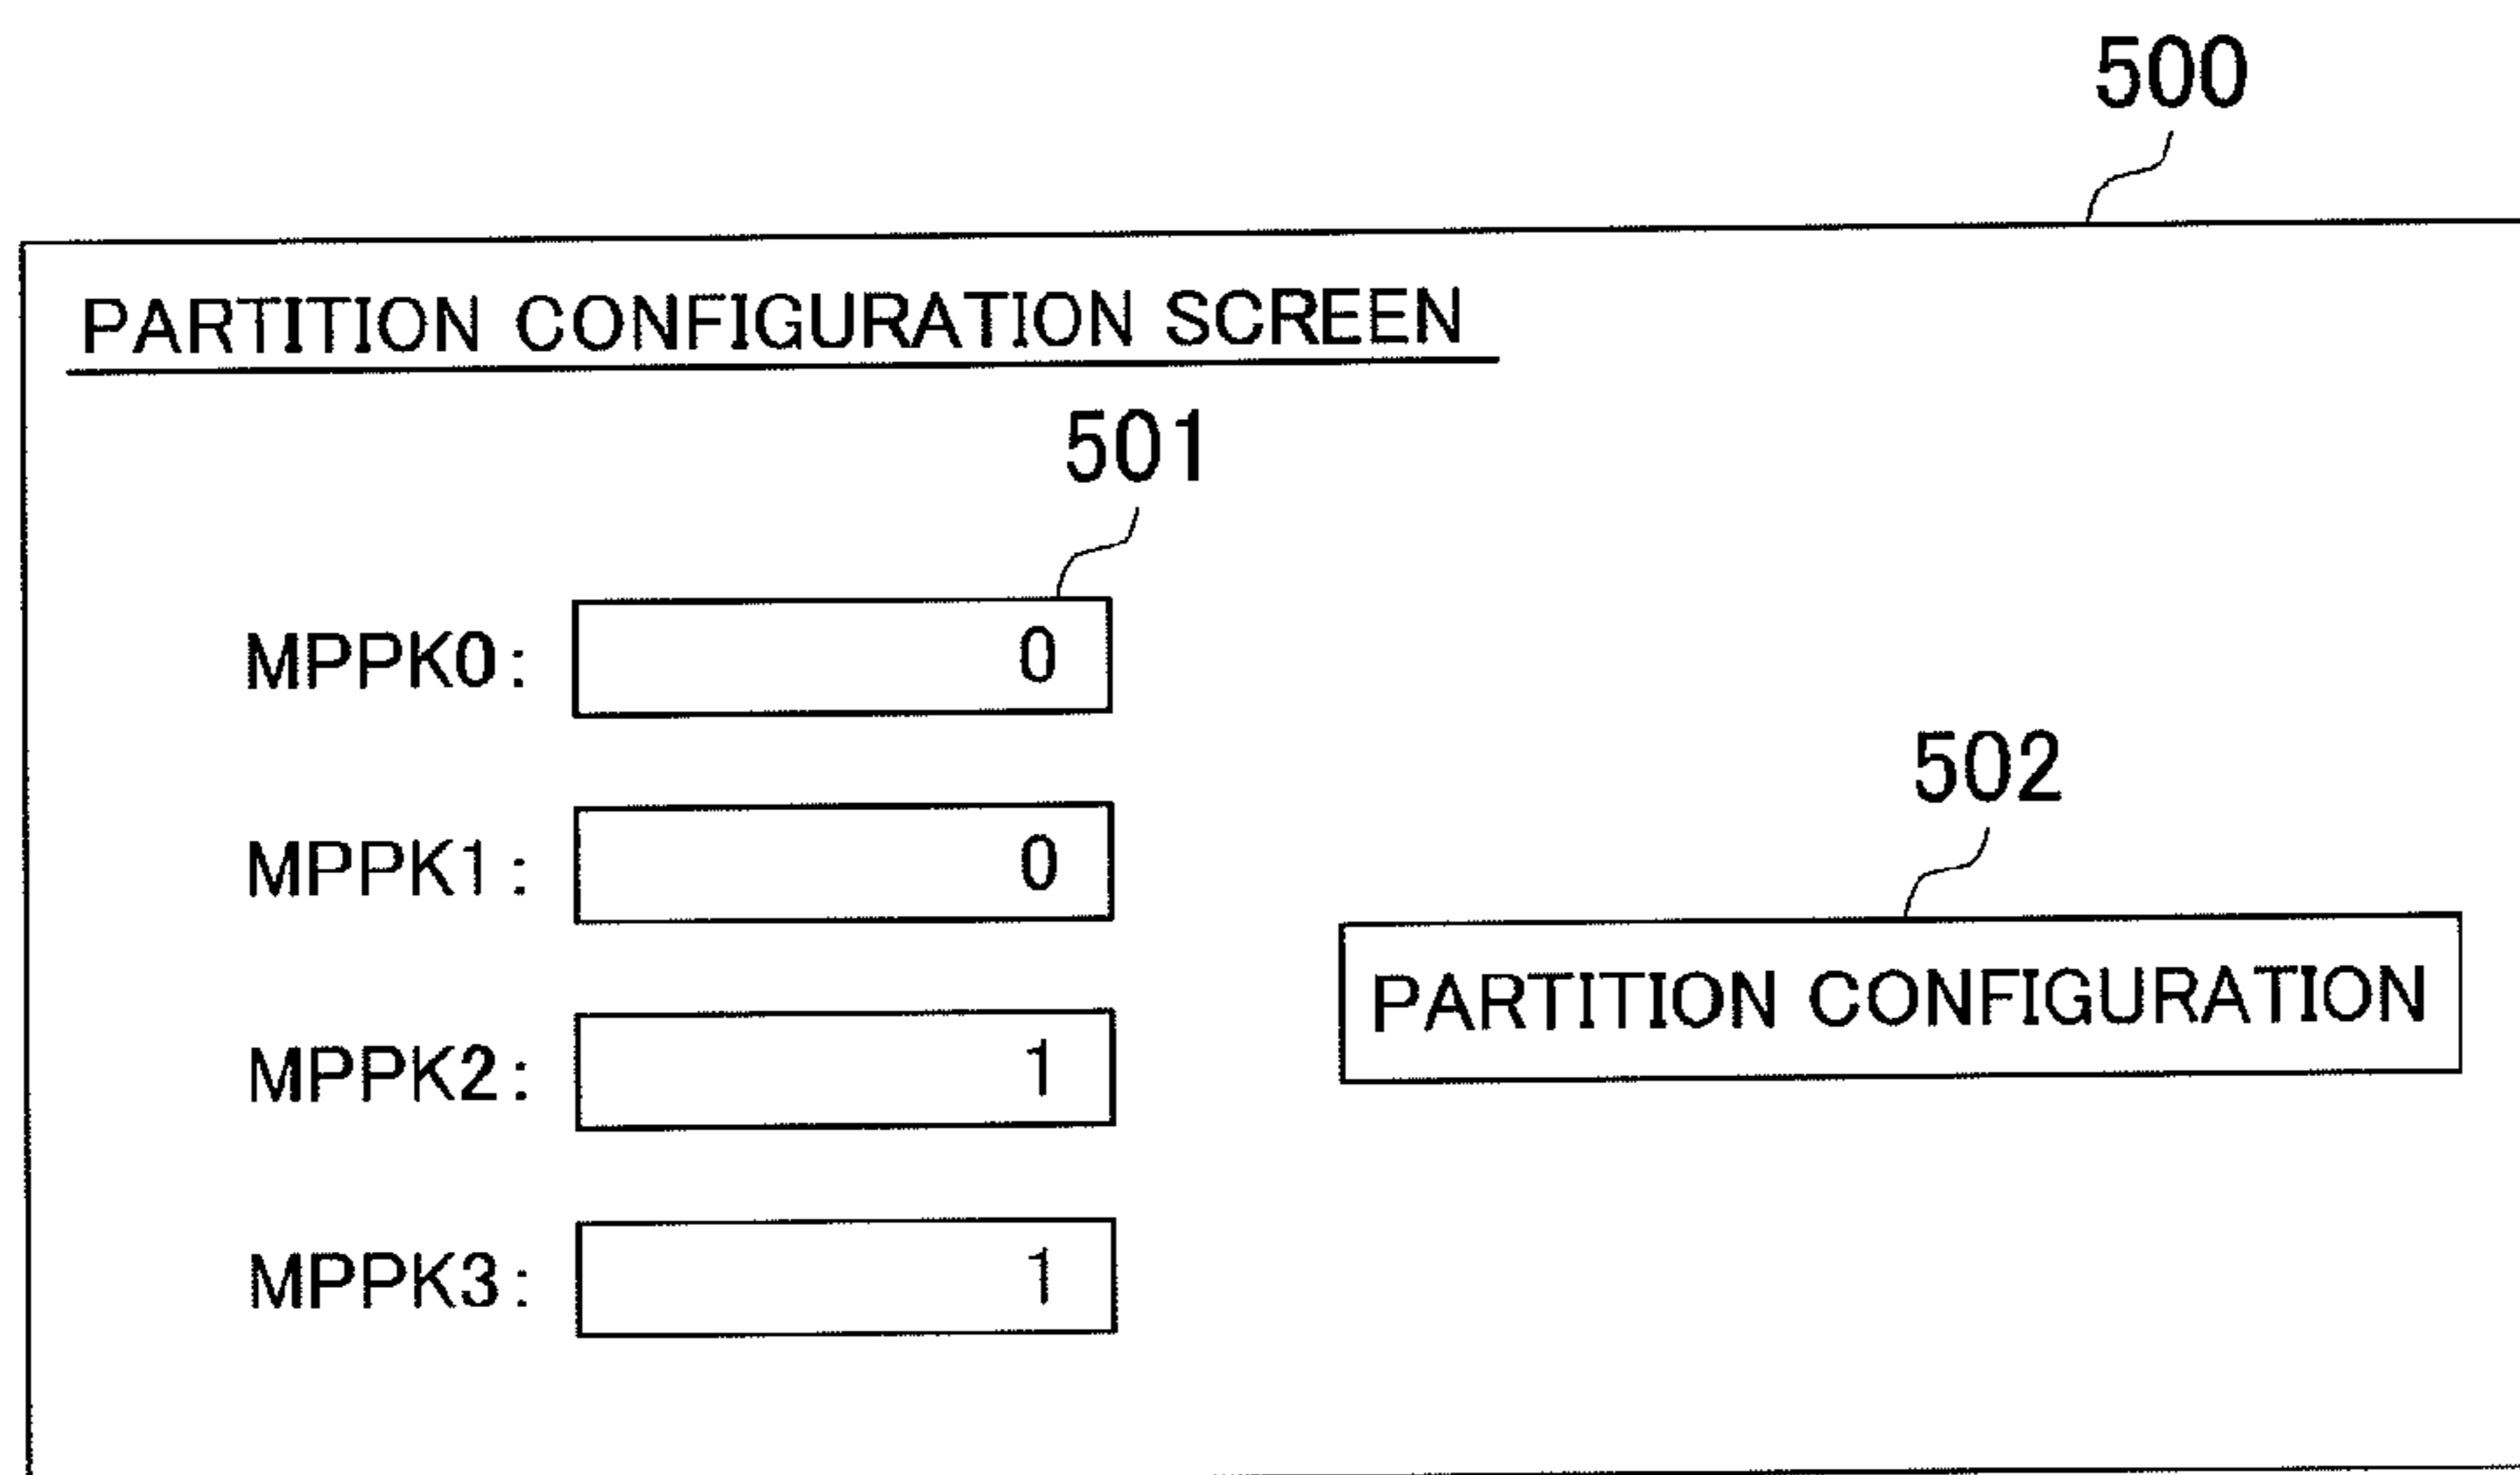 500
PARTITION CONFIGURATION SCREEN
501
MPPK0: 0
502
MPPK1: 0
PARTITION CONFIGURATION
MPPK2: 1
MPPK3: 1